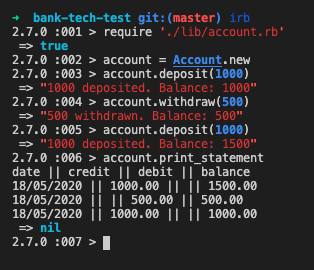 ➜  bank-tech-test git:(master) irb
2.7.0 :001 > require './lib/account.rb'
 => true
2.7.0 :002 > account = Account.new
2.7.0 :003 > account.deposit(1000)
 => "1000 deposited. Balance: 1000"
2.7.0 :004 > account.withdraw(500)
 => "500 withdrawn. Balance: 500"
2.7.0 :005 > account.deposit(1000)
 => "1000 deposited. Balance: 1500"
2.7.0 :006 > account.print_statement
date || credit || debit || balance
18/05/2020 || 1000.00 || || 1500.00
18/05/2020 || || 500.00 || 500.00
18/05/2020 || 1000.00 || || 1000.00
 => nil
2.7.0 :007 >